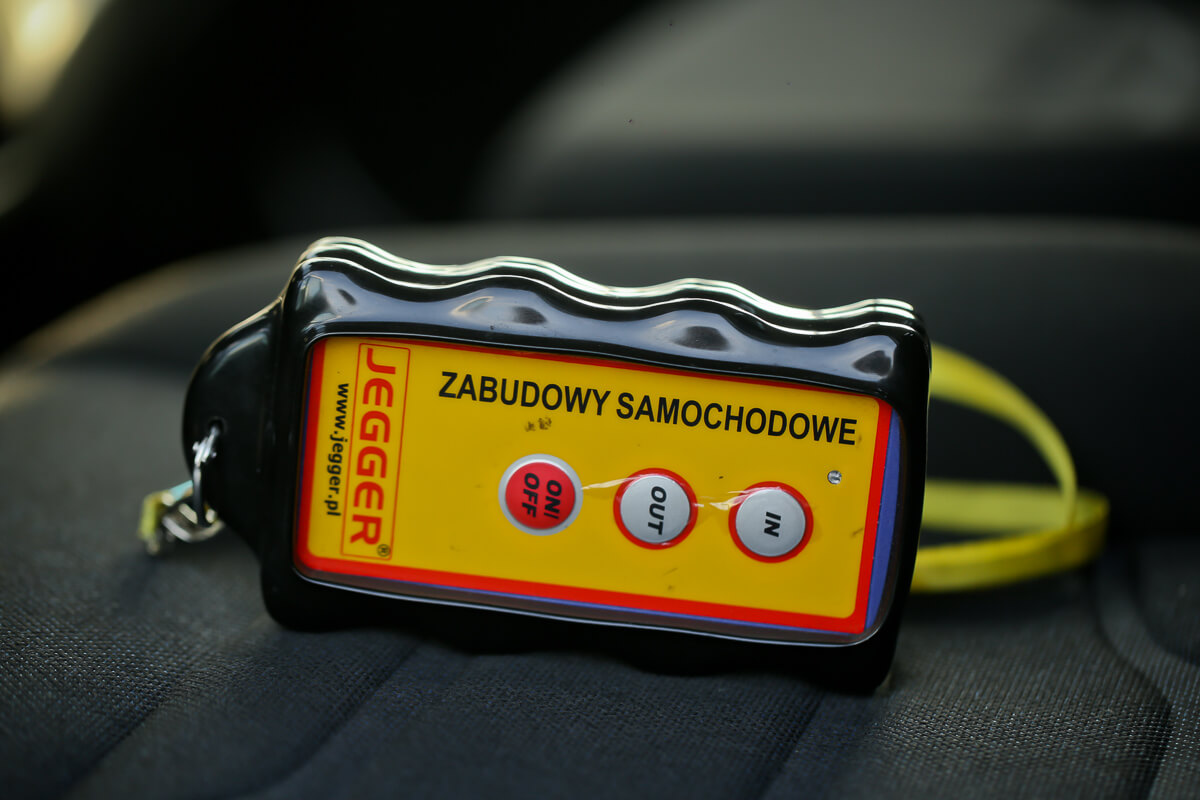 ZABUDOWY SAMOCHODOWE
JEGGER®
www.jegger.pl
ON/
OFF
OUT
IN